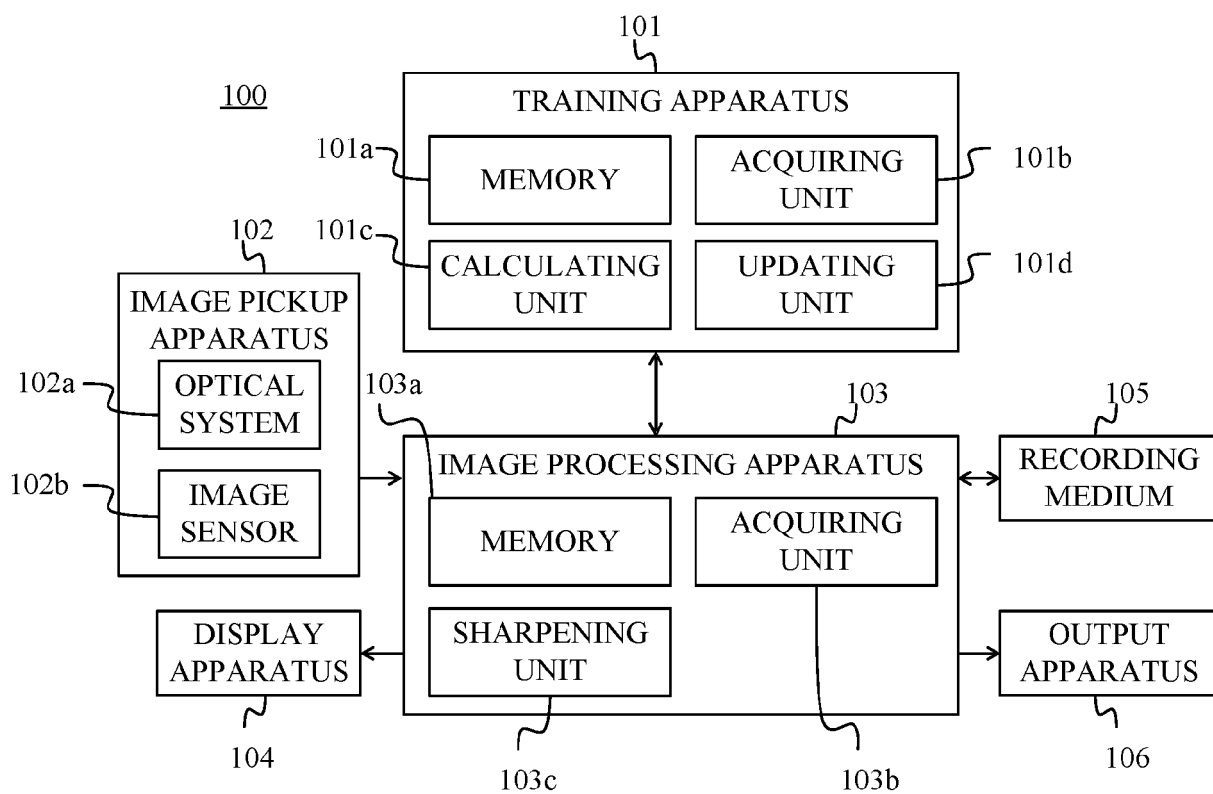 101
100
TRAINING APPARATUS
101a
MEMORY
ACQUIRING
UNIT
101b
102
101c
CALCULATING
UNIT
UPDATING
UNIT
101d
IMAGE PICKUP
APPARATUS
102a
OPTICAL
SYSTEM
102b
IMAGE
SENSOR
103a
103
105
IMAGE PROCESSING APPARATUS
MEMORY
ACQUIRING
UNIT
RECORDING
MEDIUM
DISPLAY
APPARATUS
SHARPENING
UNIT
OUTPUT
APPARATUS
104
103c
103b
106